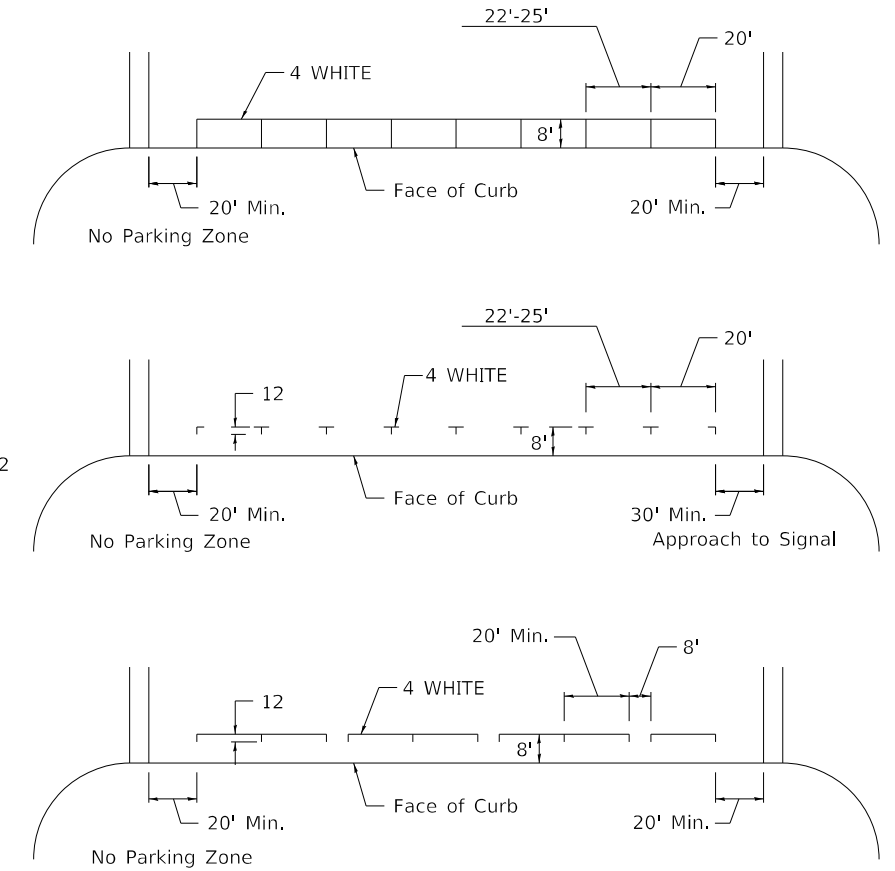 22'-25'
20'
4 WHITE
8'
Face of Curb
20' Min.
20' Min.
No Parking Zone
22'-25'
20'
12
4 WHITE
8'
2
Face of Curb
20' Min.
30' Min.
No Parking Zone
Approach to Signal
20' Min.
8'
12
4 WHITE
8'
Face of Curb
20' Min.
20' Min.
No Parking Zone